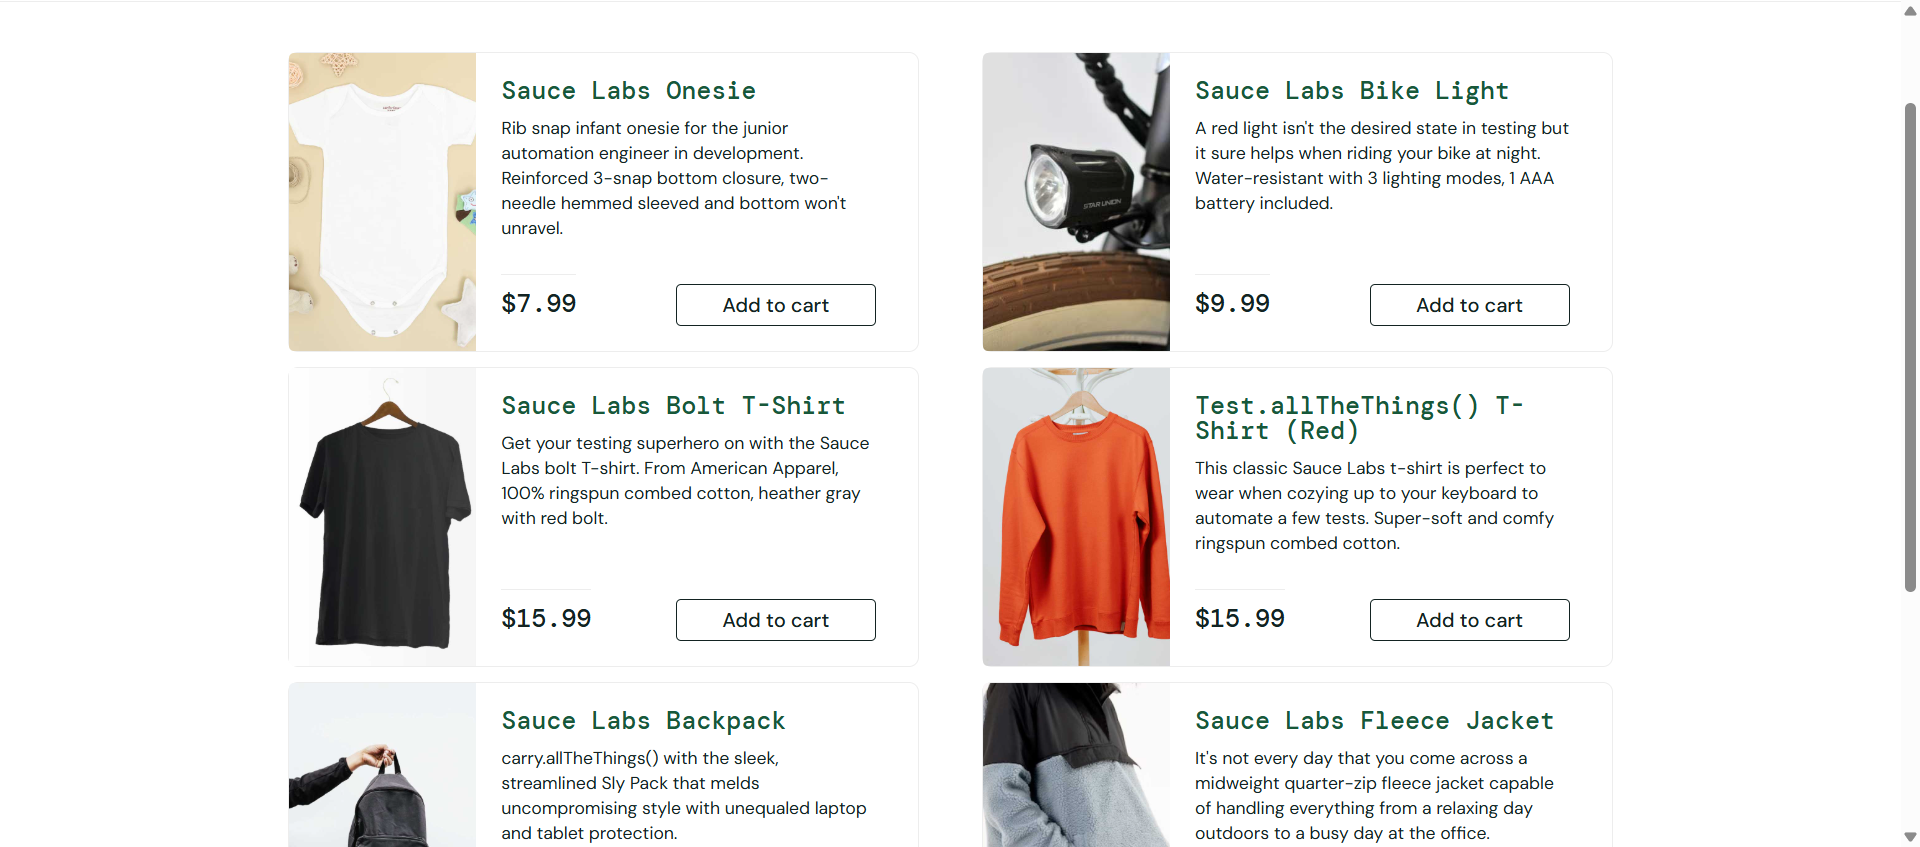 Sauce Labs Onesie
Rib snap infant onesie for the junior
automation engineer in development.
Reinforced 3-snap bottom closure, two-
needle hemmed sleeved and bottom won't
unravel.
$7.99
Add to cart
Sauce Labs Bike Light
A red light isn't the desired state in testing but
it sure helps when riding your bike at night.
Water-resistant with 3 lighting modes, 1 AAA
battery included.
$9.99
Add to cart
STAR UNION
Sauce Labs Bolt T-Shirt
Get your testing superhero on with the Sauce
Labs bolt T-shirt. From American Apparel,
100% ringspun combed cotton, heather gray
with red bolt.
$15.99
Add to cart
Test.allTheThings() T-
Shirt (Red)
This classic Sauce Labs t-shirt is perfect to
wear when cozying up to your keyboard to
automate a few tests. Super-soft and comfy
ringspun combed cotton.
$15.99
Add to cart
Sauce Labs Backpack
carry.allTheThings() with the sleek,
streamlined Sly Pack that melds
uncompromising style with unequaled laptop
and tablet protection.
Sauce Labs Fleece Jacket
It's not every day that you come across a
midweight quarter-zip fleece jacket capable
of handling everything from a relaxing day
outdoors to a busy day at the office.